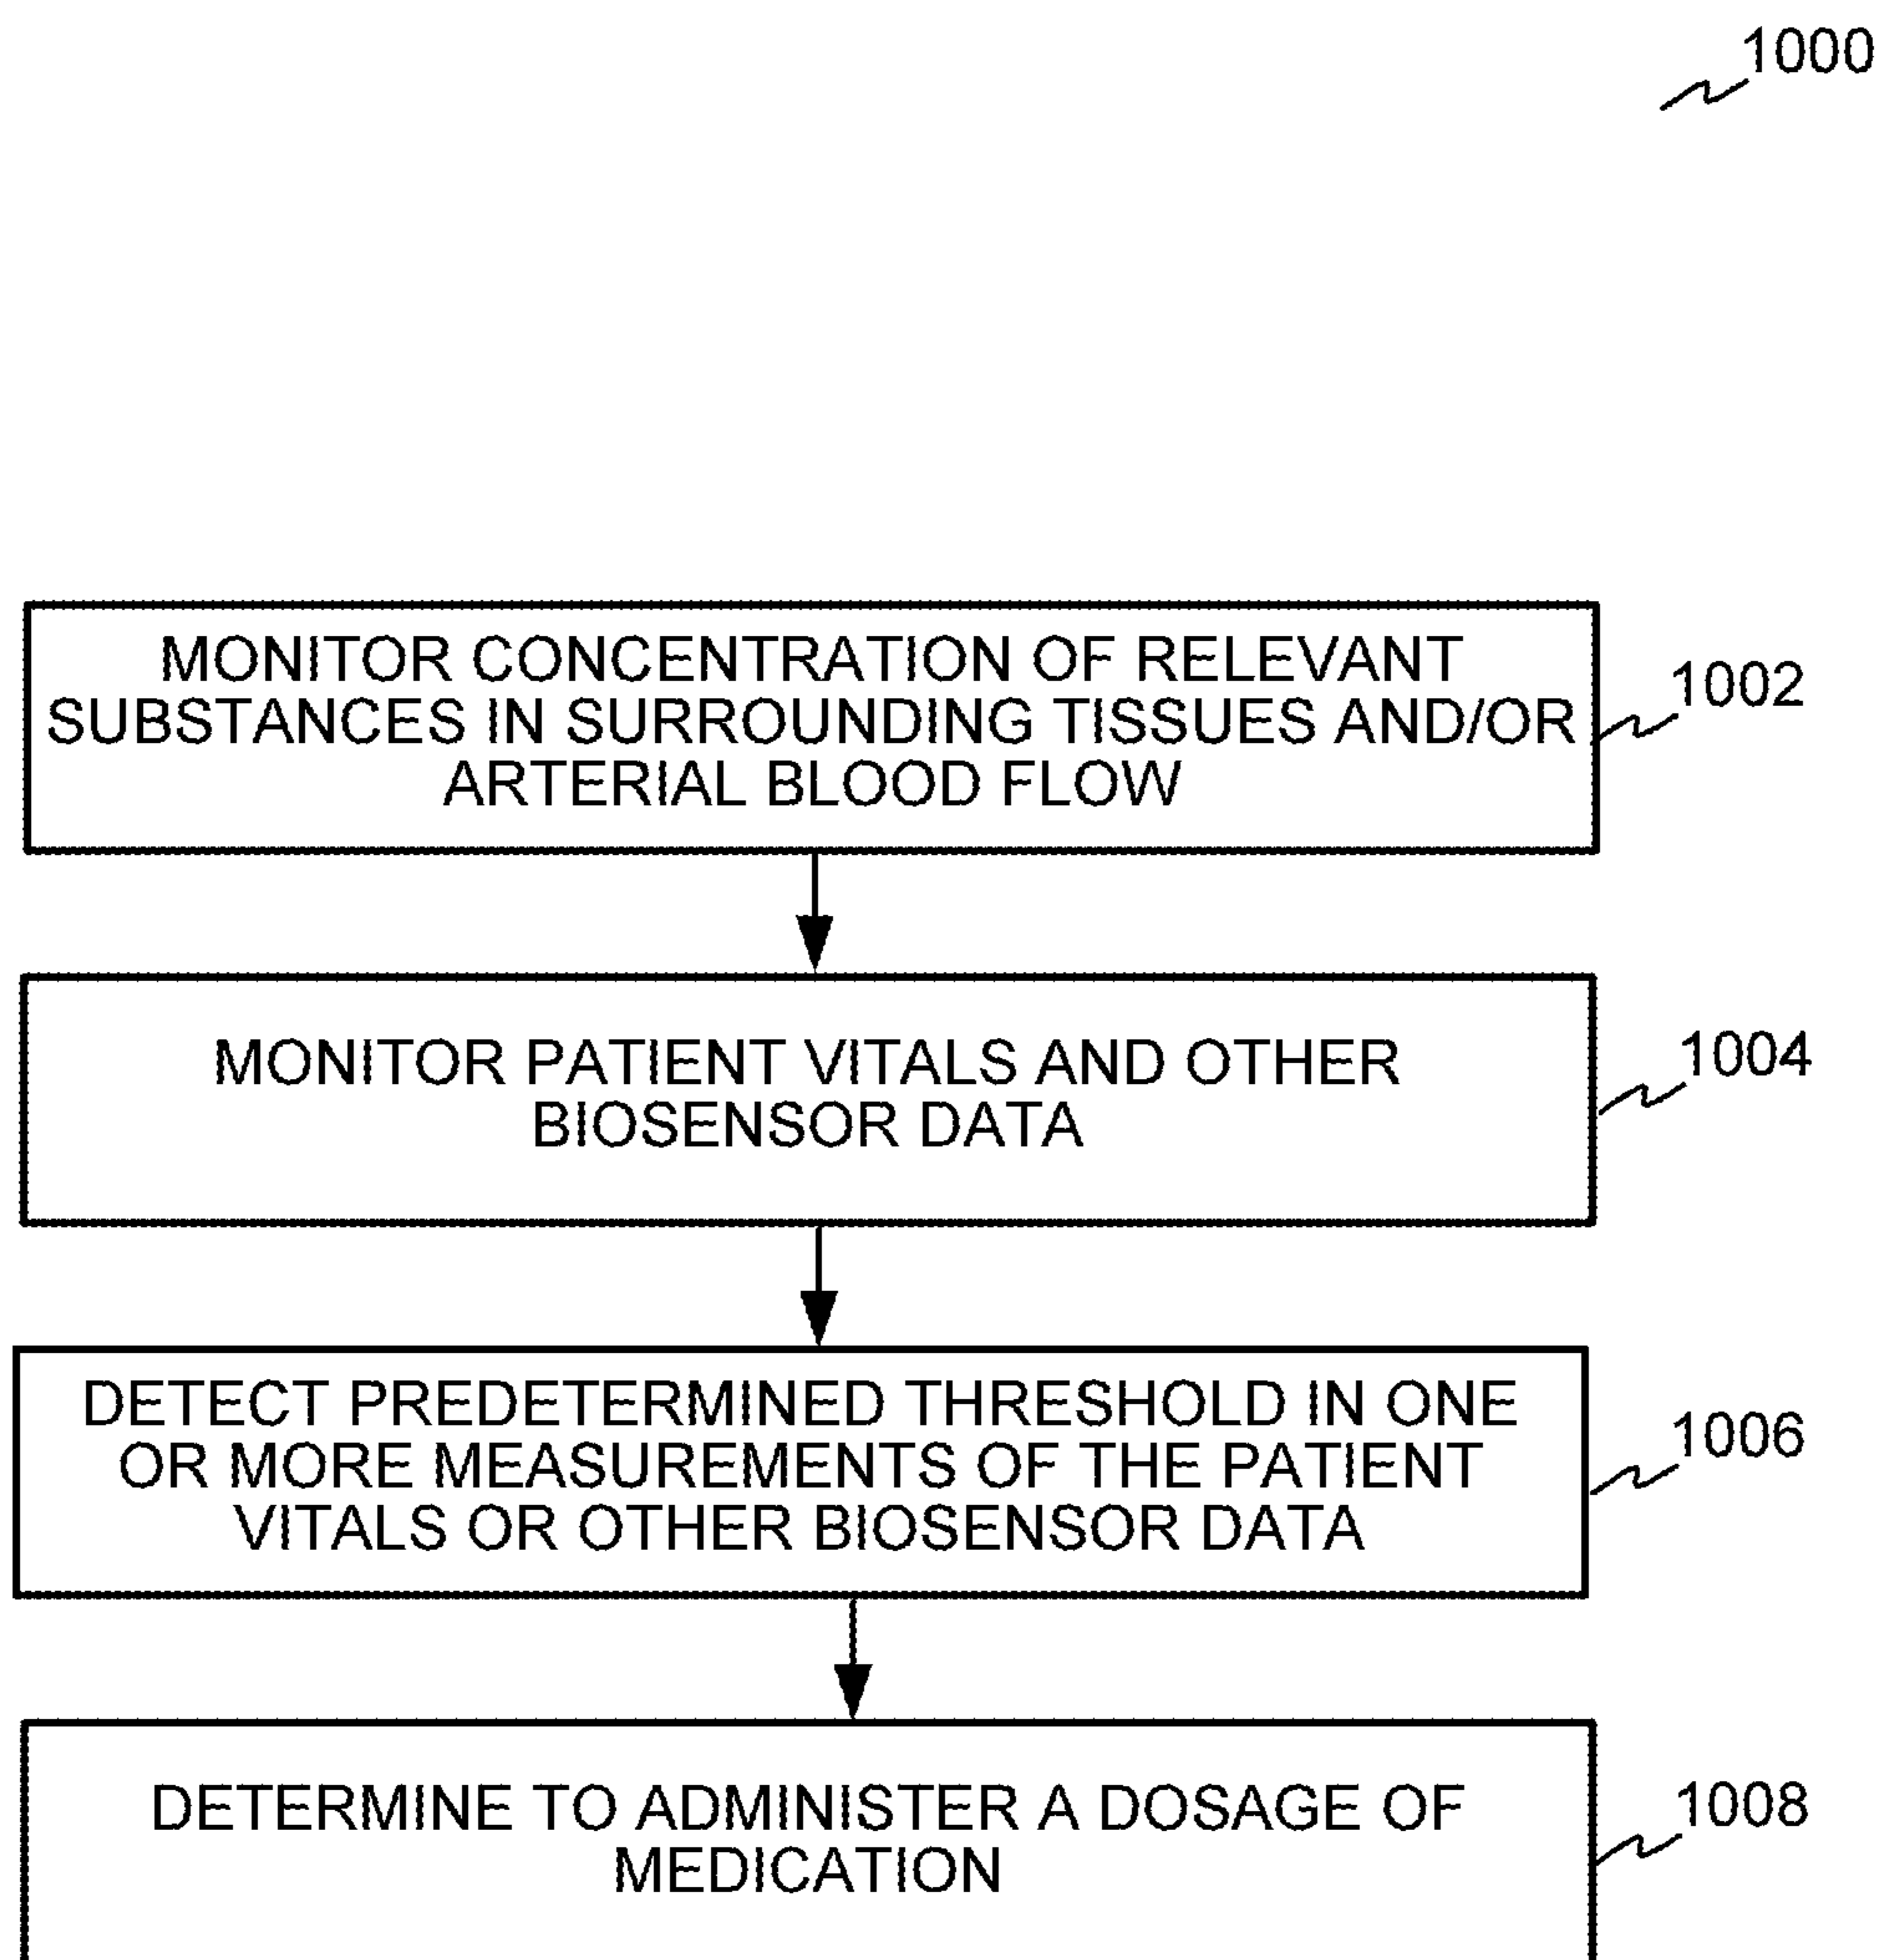 1000
MONITOR CONCENTRATION OF RELEVANT
SUBSTANCES IN SURROUNDING TISSUES AND/OR
ARTERIAL BLOOD FLOW
1002
MONITOR PATIENT VITALS AND OTHER
BIOSENSOR DATA
1004
DETECT PREDETERMINED THRESHOLD IN ONE
OR MORE MEASUREMENTS OF THE PATIENT
VITALS OR OTHER BIOSENSOR DATA
1006
DETERMINE TO ADMINISTER A DOSAGE OF
MEDICATION
1008